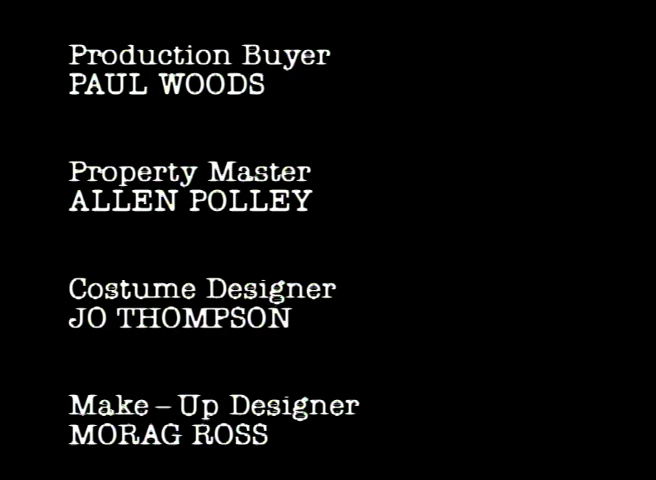 Production Buyer
PAUL WOODS
Property Master
ALLEN POLLEY
Costume Designer
JO THOMPSON
Make-Up Designer
MORAG ROSS